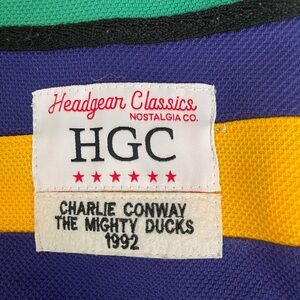 Headgear Classics
NOSTALGIA CO.
HGC
CHARLIE CONWAY
THE MIGHTY DUCKS
1992